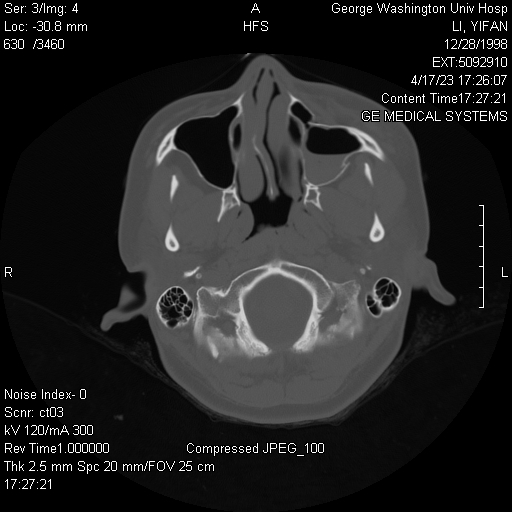 Ser: 3/Img: 4
Loc: -30.8 mm
630 /3460
A
HFS
George Washington Univ Hosp
LI, YIFAN
12/28/1998
EXT:5092910
4/17/23 17:26:07
Content Time17:27:21
GE MEDICAL SYSTEMS
R
L
Noise Index- 0
Scnr: ct03
kV 120/mA 300
Rev Time1.000000
Compressed JPEG_100
Thk 2.5 mm Spc 20 mm/FOV 25 cm
17:27:21